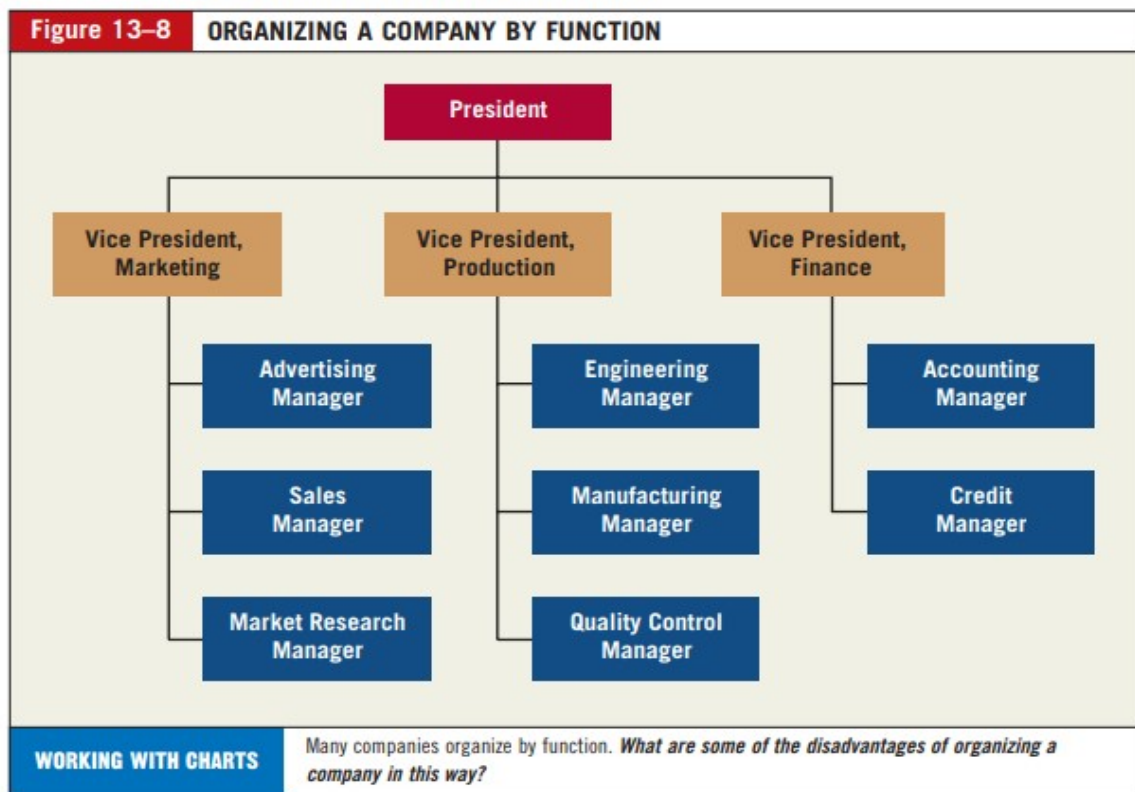 Figure 13–8 ORGANIZING A COMPANY BY FUNCTION
President
Vice President,
Marketing
Vice President,
Production
Vice President,
Finance
Advertising
Manager
Engineering
Manager
Accounting
Manager
Sales
Manager
Manufacturing
Manager
Credit
Manager
Market Research
Manager
Quality Control
Manager
WORKING WITH CHARTS
Many companies organize by function. What are some of the disadvantages of organizing a
company in this way?